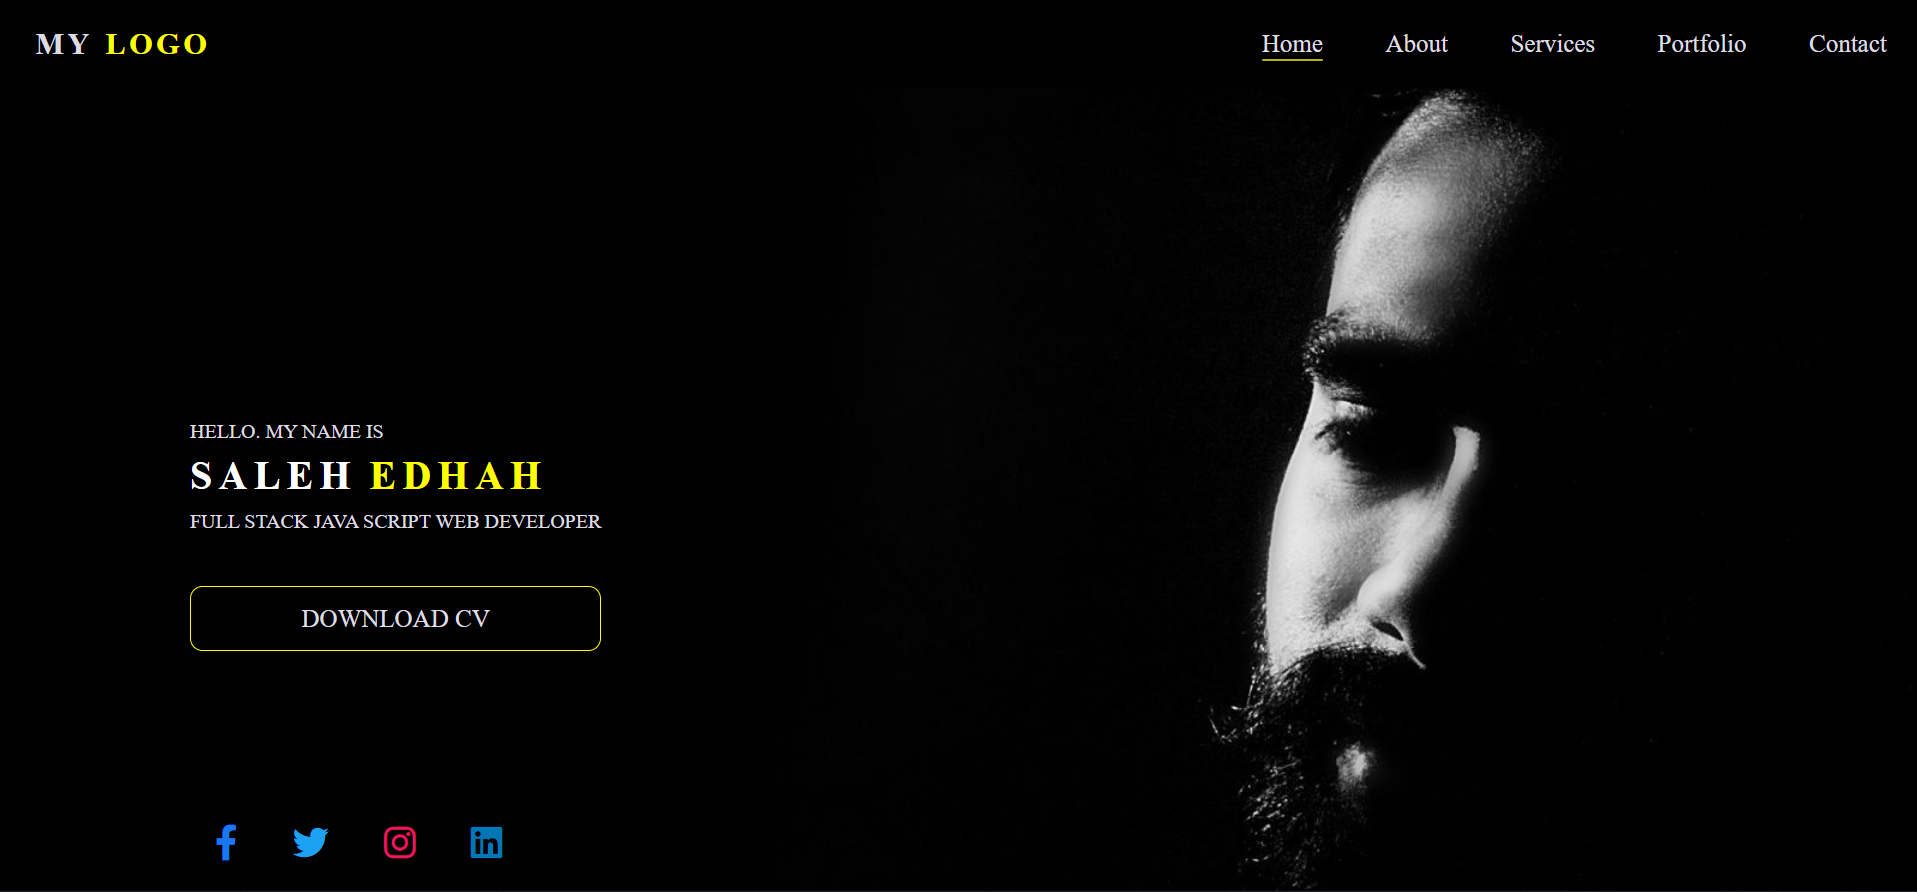 MY LOGO
Home About Services Portfolio Contact
HELLO. MY NAME IS
SALEH EDHAH
FULL STACK JAVA SCRIPT WEB DEVELOPER
DOWNLOAD CV